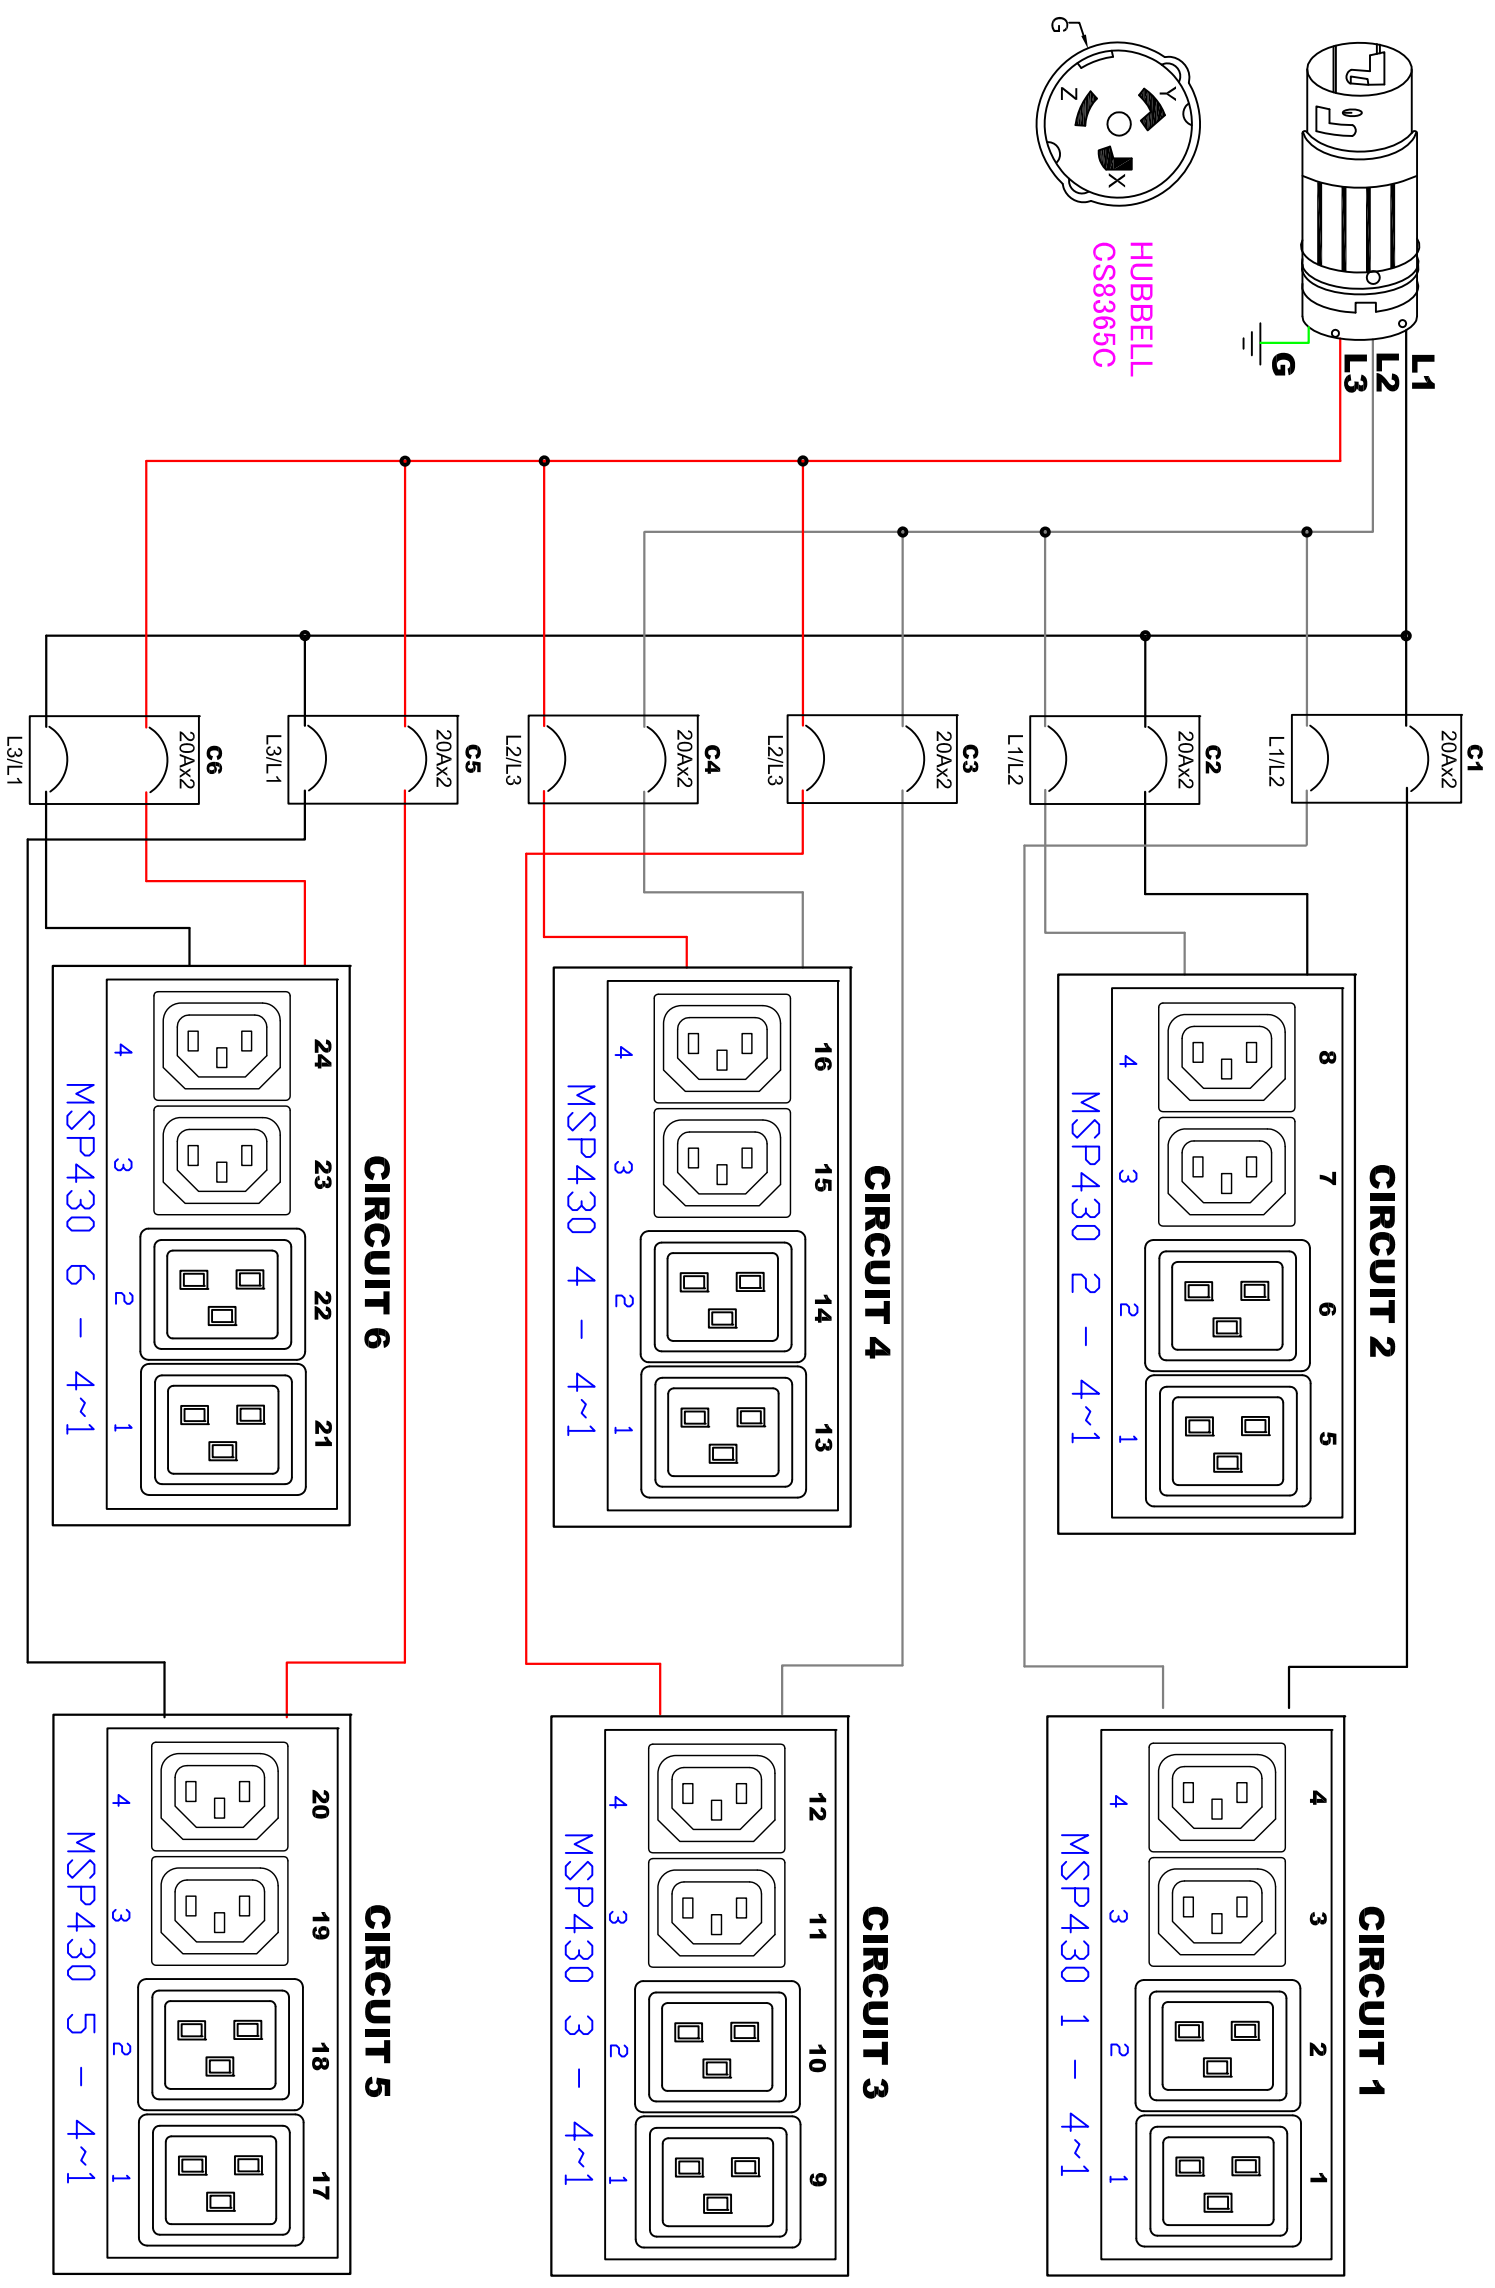 L1
L2
L3
G
HUBBELL
CS8365C
G
Y
Z
X
C1
20Ax2
L1/L2
C2
20Ax2
L1/L2
C3
20Ax2
L2/L3
C4
20Ax2
L2/L3
C5
20Ax2
L3/L1
C6
20Ax2
L3/L1
CIRCUIT 2
8 7 6 5
4 3 2 1
MSP430 2 - 4~1
CIRCUIT 1
4 3 2 1
4 3 2 1
MSP430 1 - 4~1
CIRCUIT 4
16 15 14 13
4 3 2 1
MSP430 4 - 4~1
CIRCUIT 3
12 11 10 9
4 3 2 1
MSP430 3 - 4~1
CIRCUIT 6
24 23 22 21
4 3 2 1
MSP430 6 - 4~1
CIRCUIT 5
20 19 18 17
4 3 2 1
MSP430 5 - 4~1